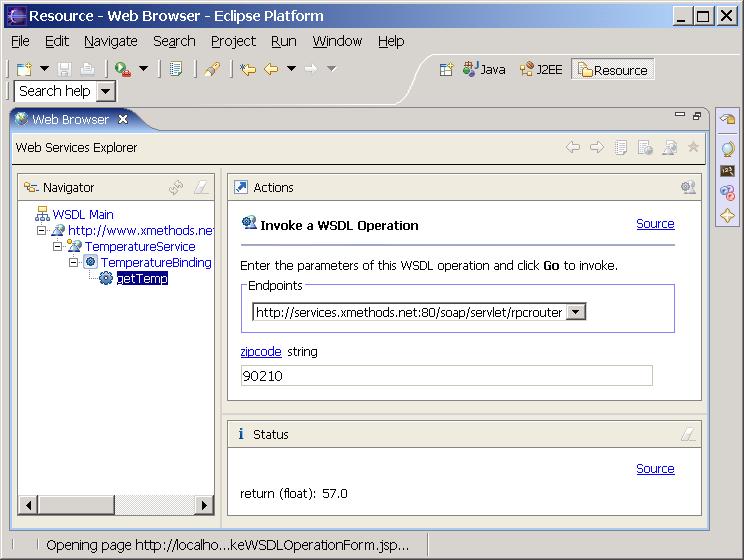 Resource - Web Browser - Eclipse Platform
File Edit Navigate Search Project Run Window Help
Java J2EE Resource
Search help
Web Browser
Web Services Explorer
Navigator
WSDL Main
http://www.xmethods.net
TemperatureService
TemperatureBinding
getTemp
Actions
Invoke a WSDL Operation Source
Enter the parameters of this WSDL operation and click Go to invoke.
Endpoints
http://services.xmethods.net:80/soap/servlet/rpcrouter
zipcode string
90210
Status
Source
return (float): 57.0
Opening page http://localho...keWSDLOperationForm.jsp...